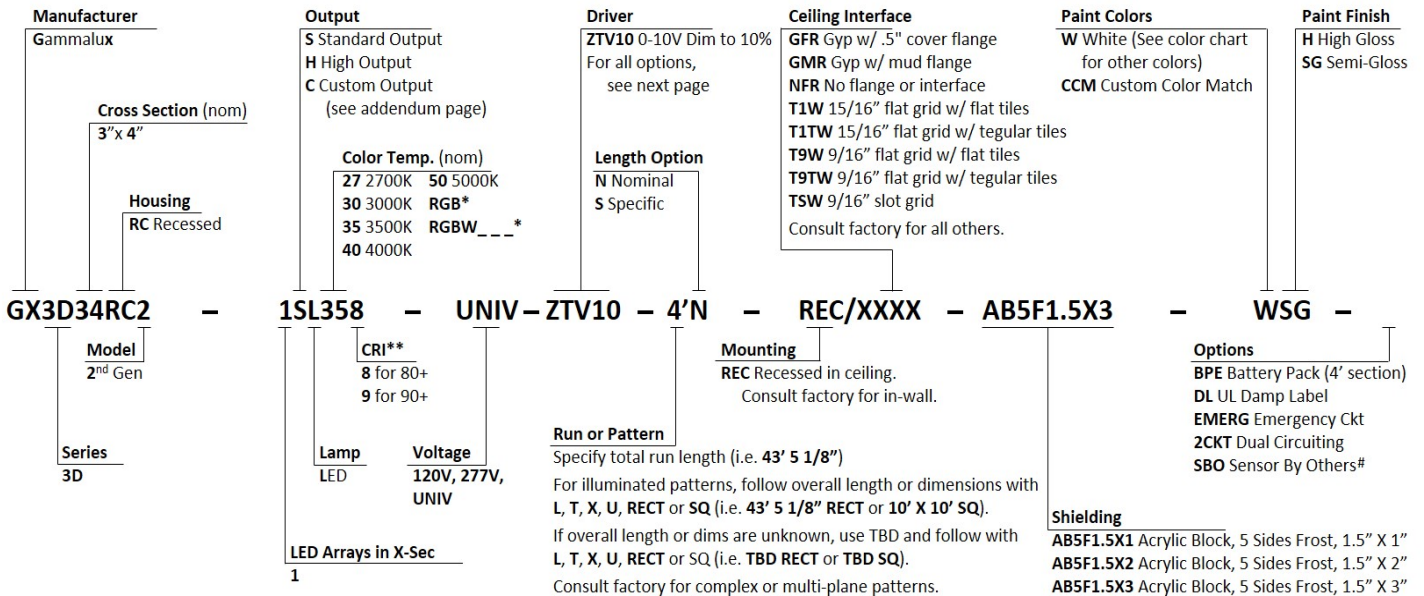 Manufacturer
Gammalux
Cross Section (nom)
3”x 4”
Housing
RC Recessed
Output
S Standard Output
H High Output
C Custom Output
(see addendum page)
Color Temp. (nom)
27 2700K 50 5000K
30 3000K RGB*
35 3500K RGBW_ _ _*
40 4000K
Driver
ZTV10 0-10V Dim to 10%
For all options,
see next page
Length Option
N Nominal
S Specific
Ceiling Interface
GFR Gyp w/ .5" cover flange
GMR Gyp w/ mud flange
NFR No flange or interface
T1W 15/16” flat grid w/ flat tiles
T1TW 15/16” flat grid w/ tegular tiles
T9W 9/16” flat grid w/ flat tiles
T9TW 9/16” flat grid w/ tegular tiles
TSW 9/16” slot grid
Consult factory for all others.
Paint Colors
W White (See color chart
for other colors)
CCM Custom Color Match
Paint Finish
H High Gloss
SG Semi-Gloss
GX3D34RC2 – 1SL358 – UNIV – ZTV10 – 4’N – REC/XXXX – AB5F1.5X3 – WSG –
Model
2nd Gen
Series
3D
CRI**
8 for 80+
9 for 90+
Lamp
LED
Voltage
120V, 277V,
UNIV
LED Arrays in X-Sec
1
Mounting
REC Recessed in ceiling.
Consult factory for in-wall.
Run or Pattern
Specify total run length (i.e. 43’ 5 1/8”)
For illuminated patterns, follow overall length or dimensions with
L, T, X, U, RECT or SQ (i.e. 43’ 5 1/8” RECT or 10’ X 10’ SQ).
If overall length or dims are unknown, use TBD and follow with
L, T, X, U, RECT or SQ (i.e. TBD RECT or TBD SQ).
Consult factory for complex or multi-plane patterns.
Options
BPE Battery Pack (4’ section)
DL UL Damp Label
EMERG Emergency Ckt
2CKT Dual Circuiting
SBO Sensor By Others#
Shielding
AB5F1.5X1 Acrylic Block, 5 Sides Frost, 1.5” X 1”
AB5F1.5X2 Acrylic Block, 5 Sides Frost, 1.5” X 2”
AB5F1.5X3 Acrylic Block, 5 Sides Frost, 1.5” X 3”